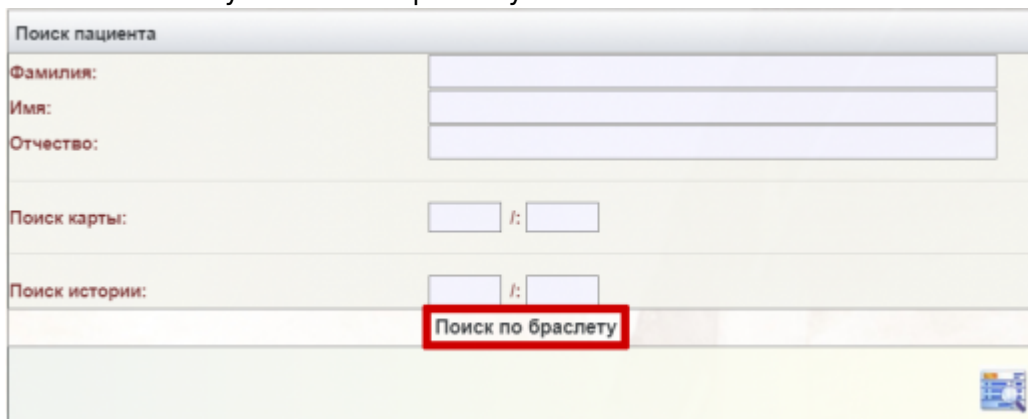 Поиск пациента
Фамилия:
Имя:
Отчество:
Поиск карты: /:
Поиск истории: /:
Поиск по браслету